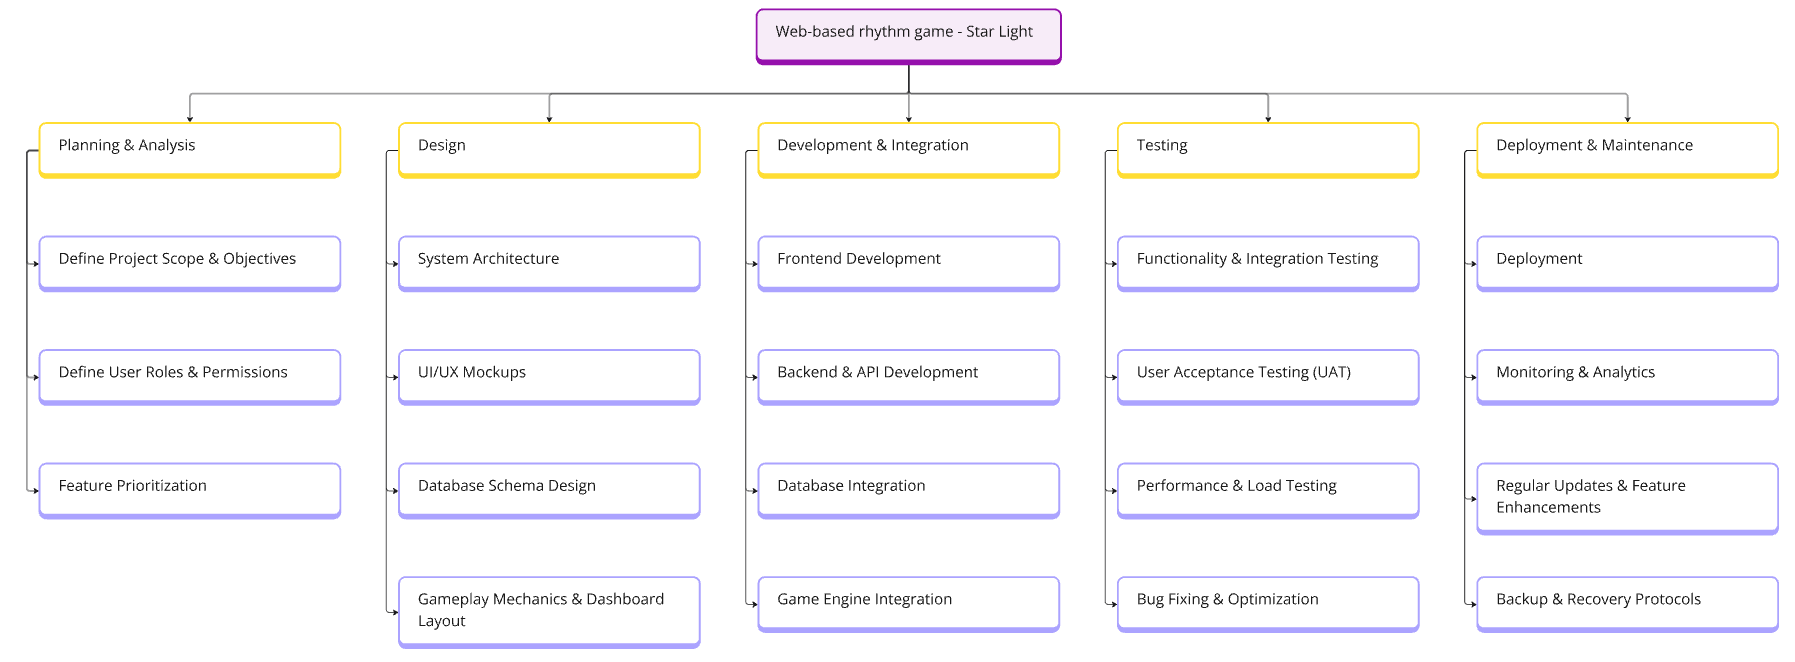 Web-based rhythm game - Star Light
Planning & Analysis
Define Project Scope & Objectives
Define User Roles & Permissions
Feature Prioritization
Design
System Architecture
UI/UX Mockups
Database Schema Design
Gameplay Mechanics & Dashboard
Layout
Development & Integration
Frontend Development
Backend & API Development
Database Integration
Game Engine Integration
Testing
Functionality & Integration Testing
User Acceptance Testing (UAT)
Performance & Load Testing
Bug Fixing & Optimization
Deployment & Maintenance
Deployment
Monitoring & Analytics
Regular Updates & Feature
Enhancements
Backup & Recovery Protocols